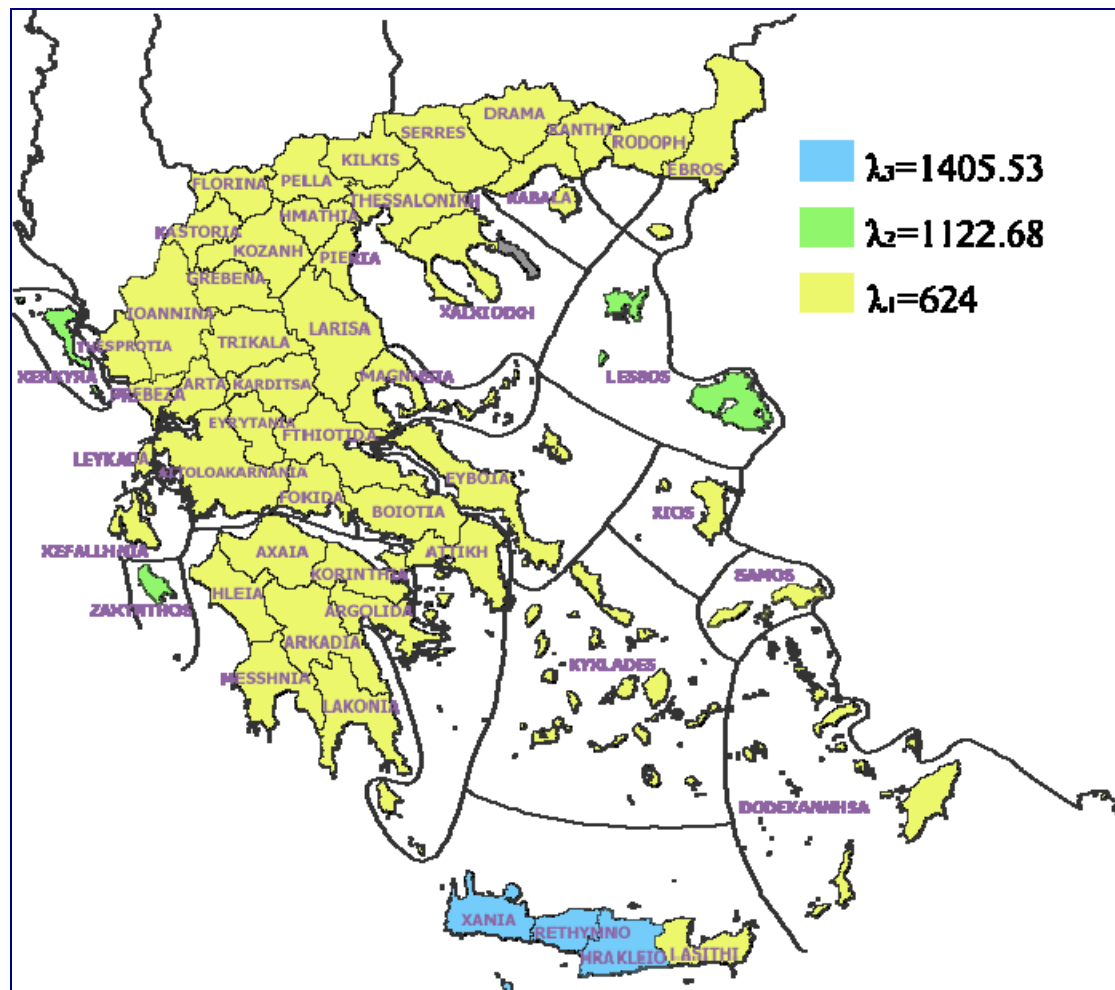 DRAMA
SERRES
XANTHI
RODOPH
KILKIS
EBROS
λ3=1405.53
FLORINA
PELLA
THESSALONIKH
KABALA
HMATHIA
KASTORIA
λ2=1122.68
KOZANH
PIERIA
GREBENA
λ1=624
IOANNINA
XALKIDIKH
LARISA
TRIKALA
THESPROTIA
KERKYRA
MAGNHSIA
LESBOS
ARTA
KARDITSA
PREBEZA
EYRYTANIA
FTHIOTIDA
LEYKADA
AITOLOAKARNANIA
EYBOIA
FOKIDA
BOIOTIA
XIOS
KEFALLHNIA
AXAIA
ATTIKH
KORINTHIA
SAMOS
HLEIA
ZAKYNTHOS
ARGOLIDA
ARKADIA
KYKLADES
MESSHNIA
LAKONIA
DODEKANNHSA
XANIA
RETHYMNO
HRAKLEIO
LASITHI